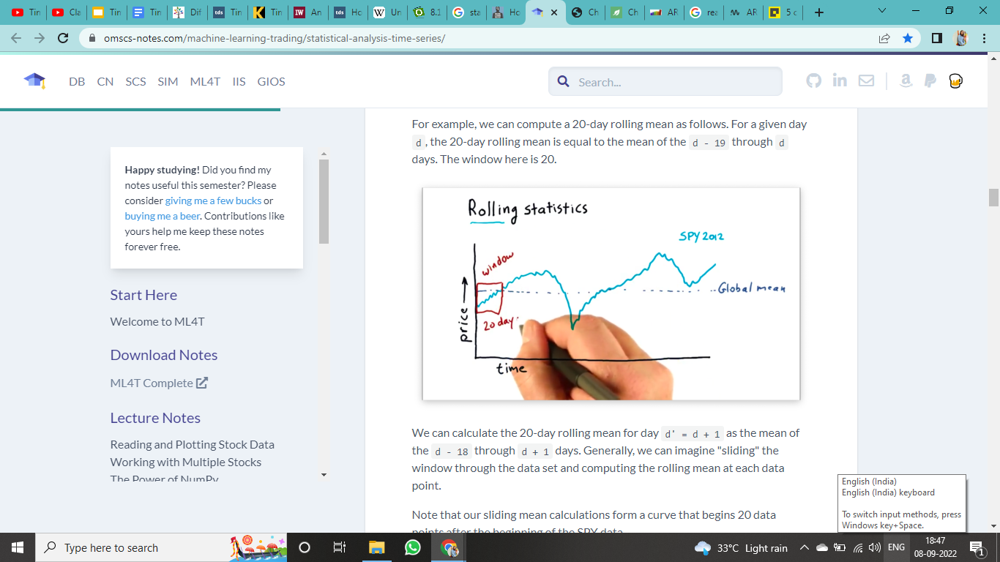 Tin
Cla
Tin
Tin
Dif
tds
Tin
K
Tin
IW
An
tds
Ho
W
Un
8.1
G
sta
Ho
Ch
Ch
AR
G
rea
AR
5 c
omscs-notes.com/machine-learning-trading/statistical-analysis-time-series/
DB CN SCS SIM ML4T IIS GIOS
Search...
For example, we can compute a 20-day rolling mean as follows. For a given day
d , the 20-day rolling mean is equal to the mean of the d - 19 through d
days. The window here is 20.
Happy studying! Did you find my
notes useful this semester? Please
consider giving me a few bucks or
buying me a beer. Contributions like
yours help me keep these notes
forever free.
Start Here
Welcome to ML4T
Download Notes
ML4T Complete
Lecture Notes
Reading and Plotting Stock Data
Working with Multiple Stocks
The Power of NumPy
Rolling statistics
SPY 2012
window
Global mean
20 day
price
time
We can calculate the 20-day rolling mean for day d' = d + 1 as the mean of
the d - 18 through d + 1 days. Generally, we can imagine "sliding" the
window through the data set and computing the rolling mean at each data
point.
Note that our sliding mean calculations form a curve that begins 20 data
points after the beginning of the SPY data.
English (India)
English (India) keyboard
To switch input methods, press
Windows key+Space.
Type here to search
33°C Light rain
ENG
18:47
08-09-2022
1